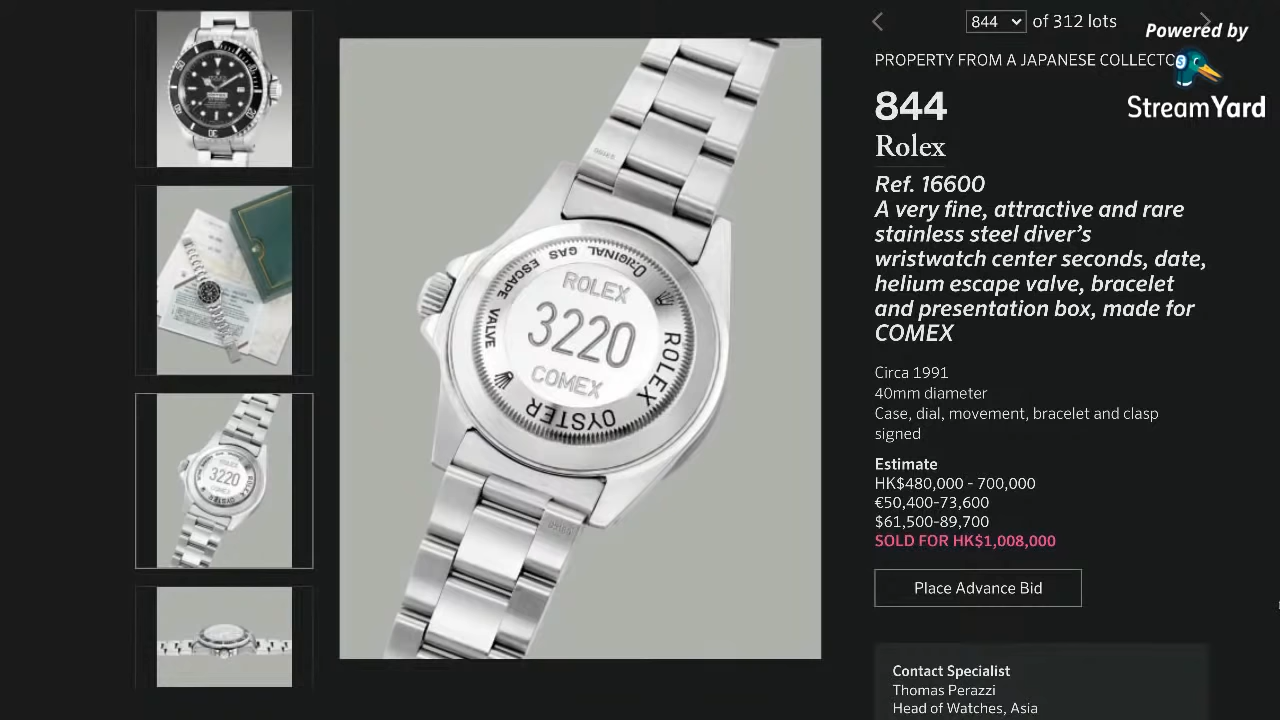 844 of 312 lots
Powered by
StreamYard
PROPERTY FROM A JAPANESE COLLECTO
844
Rolex
Ref. 16600
A very fine, attractive and rare
stainless steel diver's
wristwatch center seconds, date,
helium escape valve, bracelet
and presentation box, made for
COMEX
Circa 1991
40mm diameter
Case, dial, movement, bracelet and clasp
signed
Estimate
HK$480,000 - 700,000
€50,400-73,600
$61,500-89,700
SOLD FOR HK$1,008,000
Place Advance Bid
Contact Specialist
Thomas Perazzi
Head of Watches, Asia
ORIGINAL GAS ESCAPE VALVE
ROLEX OYSTER
ROLEX
3220
COMEX
ROLEX
3220
COMEX